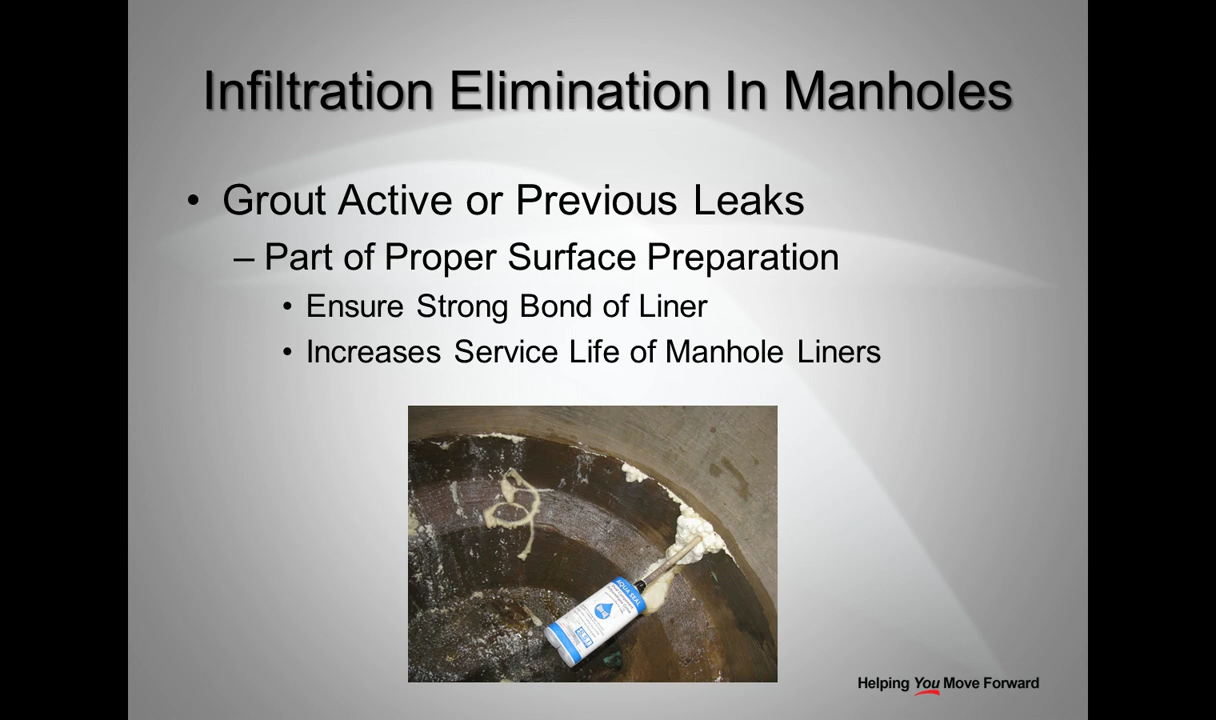 Infiltration Elimination In Manholes
• Grout Active or Previous Leaks
– Part of Proper Surface Preparation
• Ensure Strong Bond of Liner
• Increases Service Life of Manhole Liners
AQUA SEAL
Helping You Move Forward